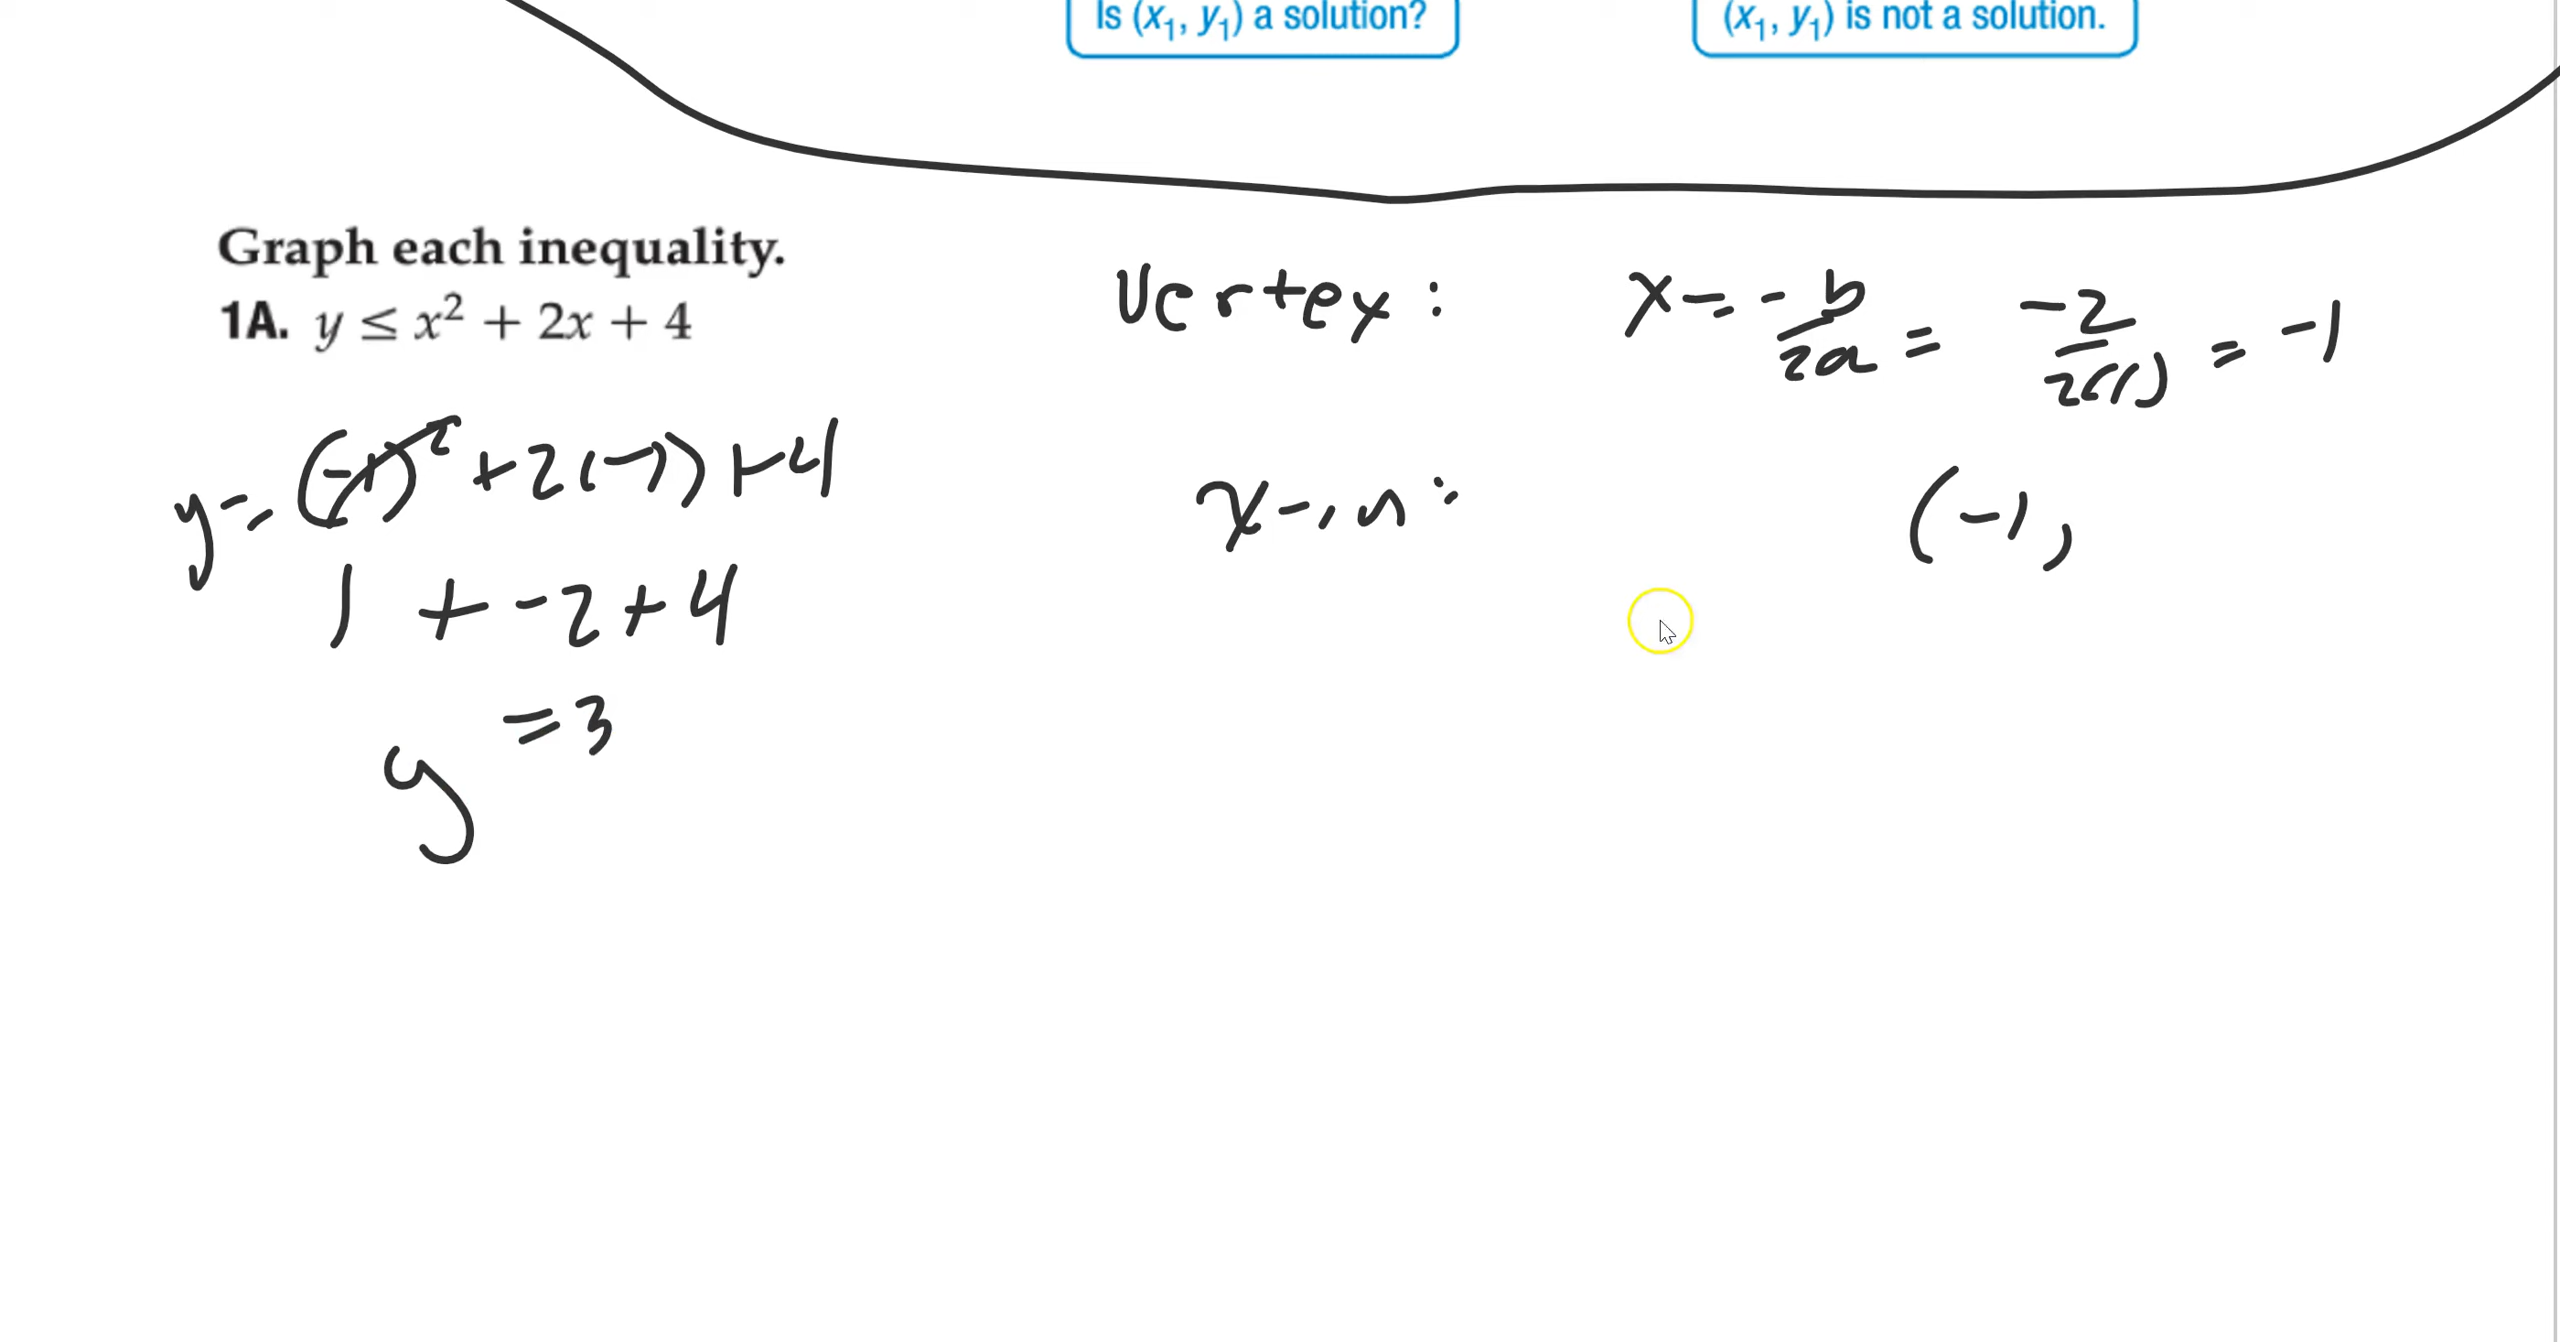 Is (x₁, y₁) a solution?
(x₁, y₁) is not a solution.
Graph each inequality.
1A. y ≤ x² + 2x + 4
Vertex: x = -b/2a = -2/2(1) = -1
y = (-1)² + 2(-1) + 4
x-in:
(-1,
1 + -2 + 4
y = 3